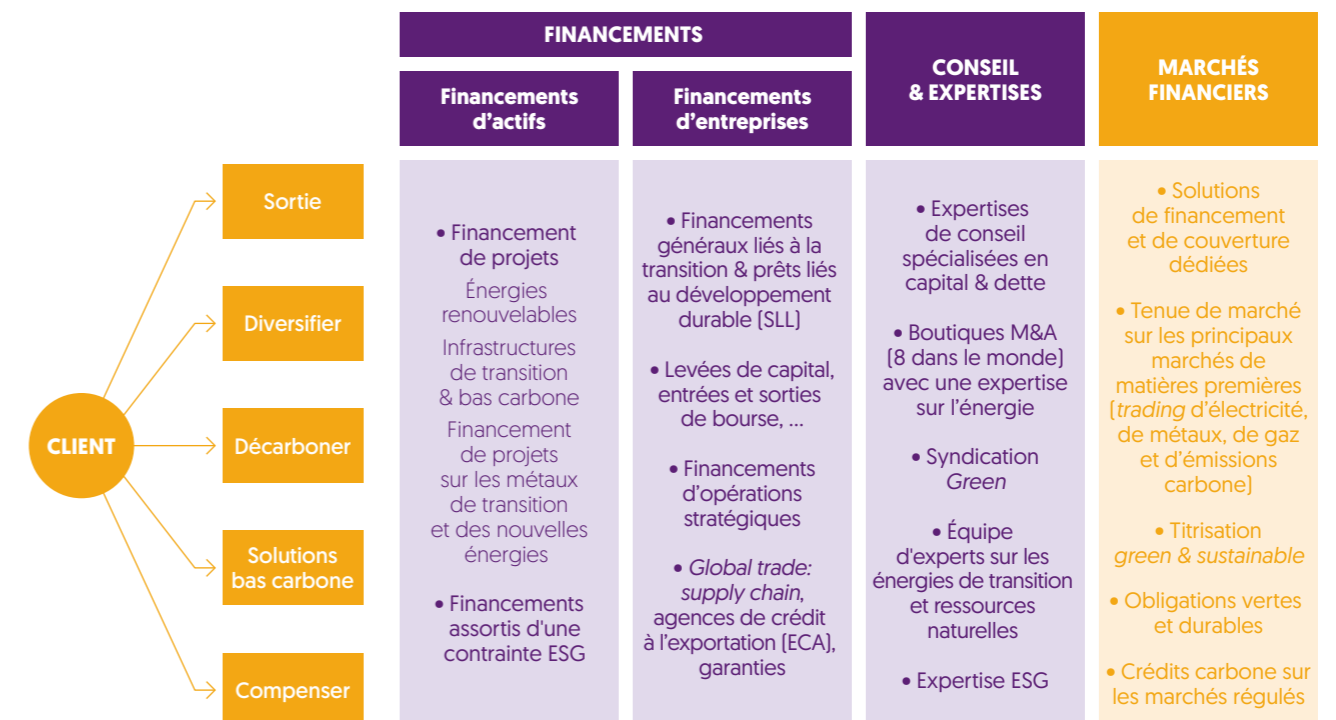 FINANCEMENTS
Financements
d’actifs
Financements
d’entreprises
CONSEIL
& EXPERTISES
MARCHÉS
FINANCIERS
CLIENT
Sortie
Diversifier
Décarboner
Solutions
bas carbone
Compenser
• Financement
de projets
Énergies
renouvelables
Infrastructures
de transition
& bas carbone
Financement
de projets
sur les métaux
de transition
et des nouvelles
énergies
• Financements
assortis d'une
contrainte ESG
• Financements
généraux liés à la
transition & prêts liés
au développement
durable (SLL)
• Levées de capital,
entrées et sorties
de bourse, ...
• Financements
d’opérations
stratégiques
• Global trade:
supply chain,
agences de crédit
à l’exportation (ECA),
garanties
• Expertises
de conseil
spécialisées en
capital & dette
• Boutiques M&A
(8 dans le monde)
avec une expertise
sur l’énergie
• Syndication
Green
• Équipe
d'experts sur les
énergies de transition
et ressources
naturelles
• Expertise ESG
• Solutions
de financement
et de couverture
dédiées
• Tenue de marché
sur les principaux
marchés de
matières premières
(trading d’électricité,
de métaux, de gaz
et d’émissions
carbone)
• Titrisation
green & sustainable
• Obligations vertes
et durables
• Crédits carbone sur
les marchés régulés